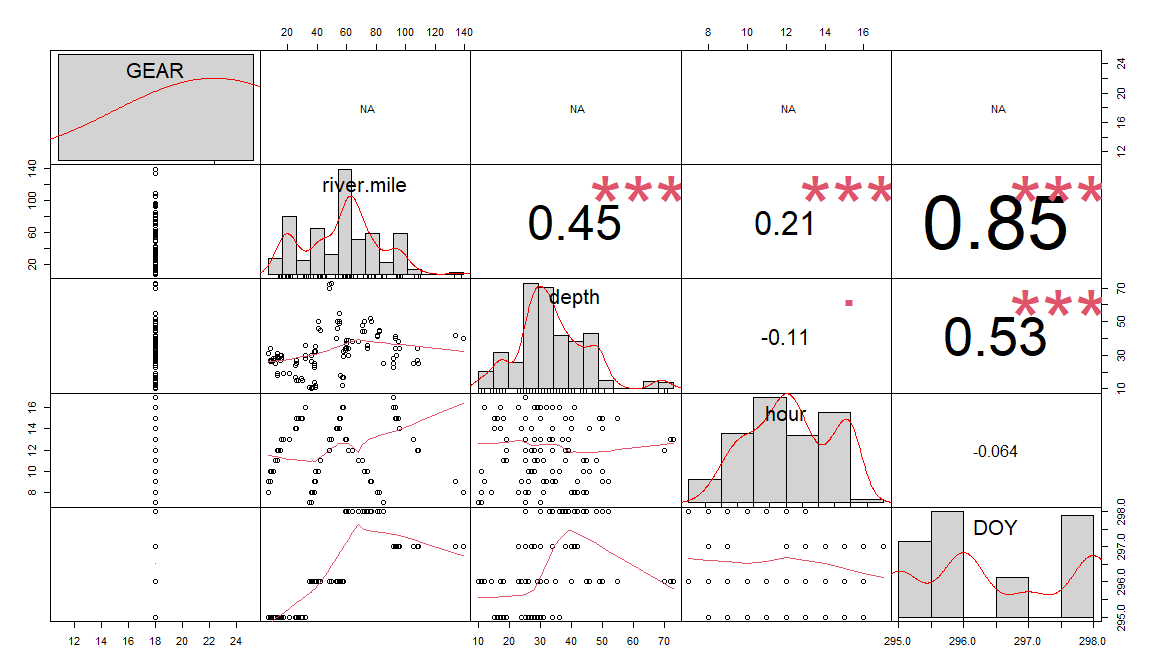 20 40 60 80 100 120 140
8 10 12 14 16
GEAR
NA
NA
NA
NA
12 16 20 24
20 60 100 140
river.mile
0.45
***
0.21
***
0.85
***
depth
-0.11
.
0.53
***
10 30 50 70
8 10 12 14 16
hour
-0.064
DOY
295.0 296.0 297.0 298.0
12 14 16 18 20 22 24
10 20 30 40 50 60 70
295.0 296.0 297.0 298.0